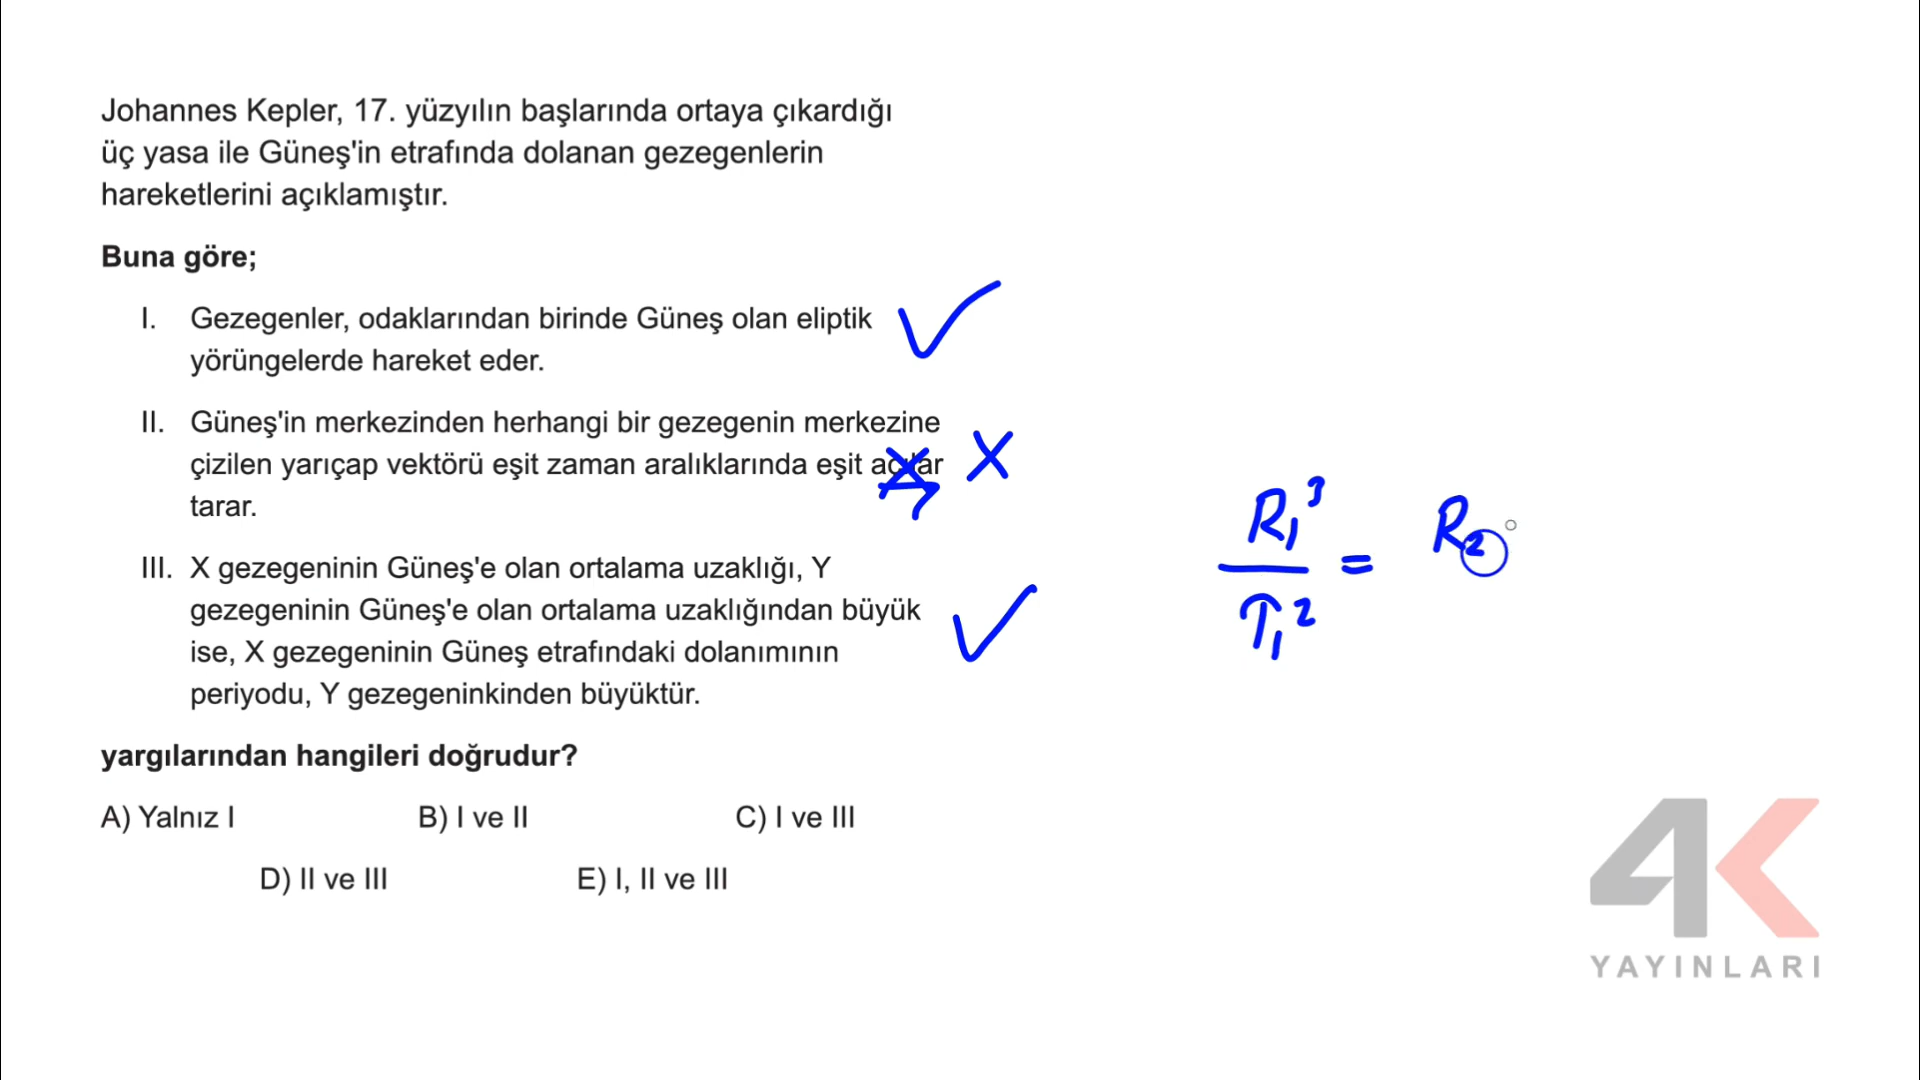 Johannes Kepler, 17. yüzyılın başlarında ortaya çıkardığı
üç yasa ile Güneş'in etrafında dolanan gezegenlerin
hareketlerini açıklamıştır.
Buna göre;
I. Gezegenler, odaklarından birinde Güneş olan eliptik
yörüngelerde hareket eder.
II. Güneş'in merkezinden herhangi bir gezegenin merkezine
çizilen yarıçap vektörü eşit zaman aralıklarında eşit açılar
tarar.
III. X gezegeninin Güneş'e olan ortalama uzaklığı, Y
gezegeninin Güneş'e olan ortalama uzaklığından büyük
ise, X gezegeninin Güneş etrafındaki dolanımının
periyodu, Y gezegeninkinden büyüktür.
yargılarından hangileri doğrudur?
A) Yalnız I B) I ve II C) I ve III
D) II ve III E) I, II ve III
R₁³ / T₁² = R₂
4K
YAYINLARI